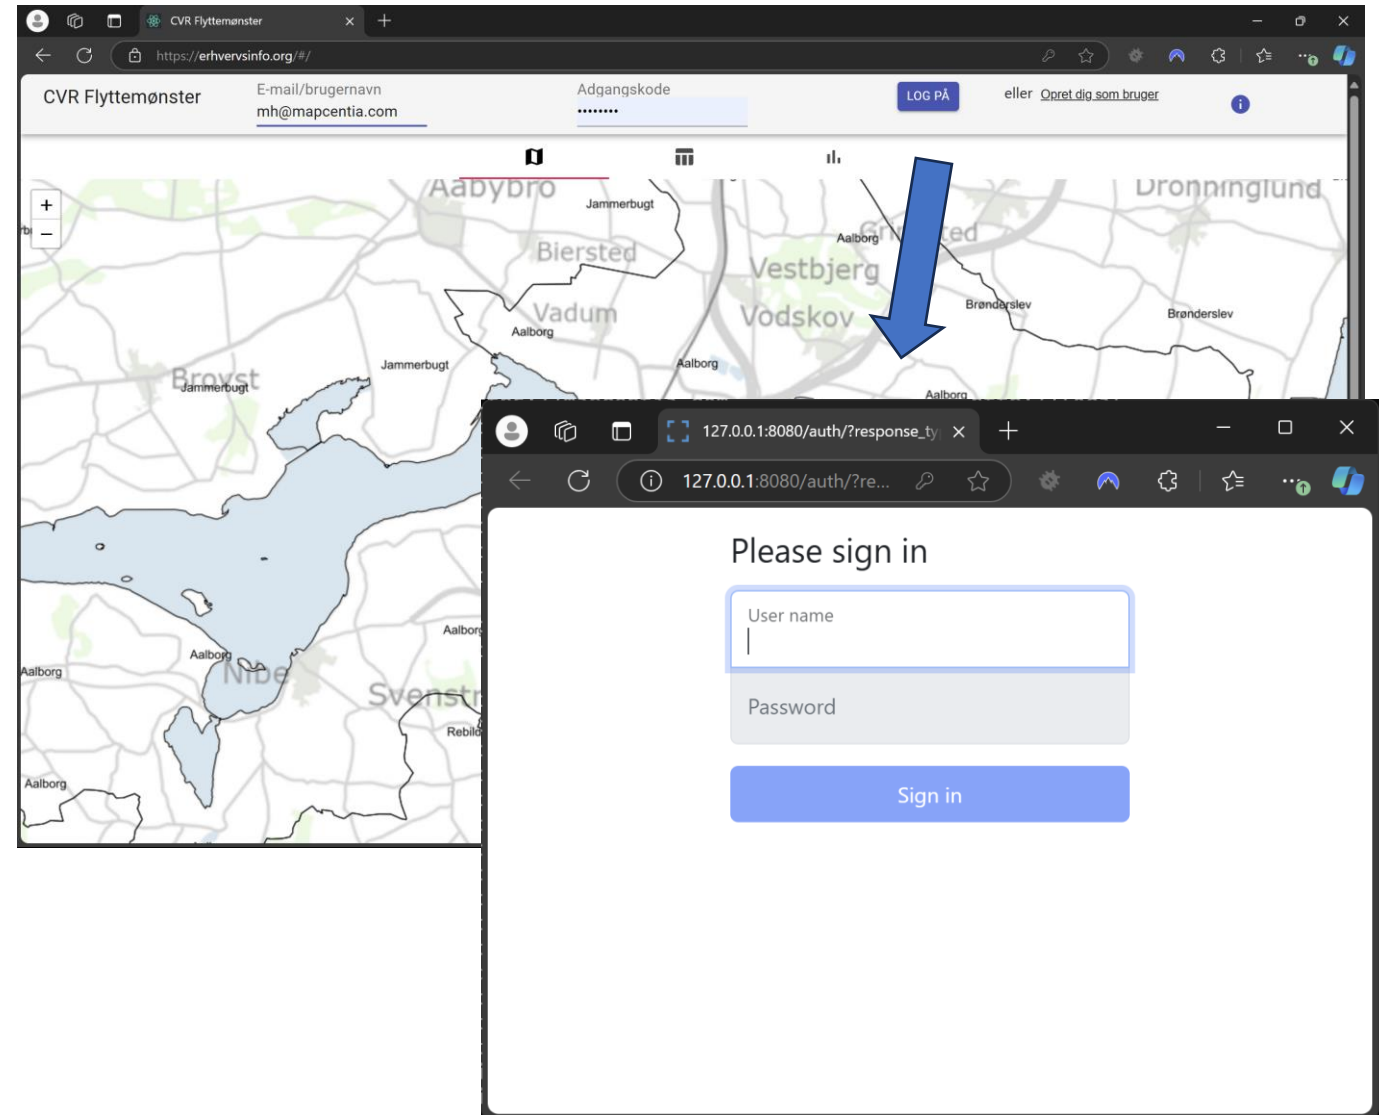 CVR Flyttemønster
https://erhvervsinfo.org/#/
CVR Flyttemønster
E-mail/brugernavn
mh@mapcentia.com
Adgangskode
••••••••
LOG PÅ
eller Opret dig som bruger
+
−
Aabybro
Jammerbugt
Dronninglund
Biersted
Aalborg
Vestbjerg
Vadum
Aalborg
Vodskov
Brønderslev
Brønderslev
Jammerbugt
Aalborg
Brovst
Jammerbugt
Aalborg
Aalborg
Aalborg
Nibe
Aalborg
Aalborg
127.0.0.1:8080/auth/?response_ty
127.0.0.1:8080/auth/?re...
Please sign in
User name
Password
Sign in